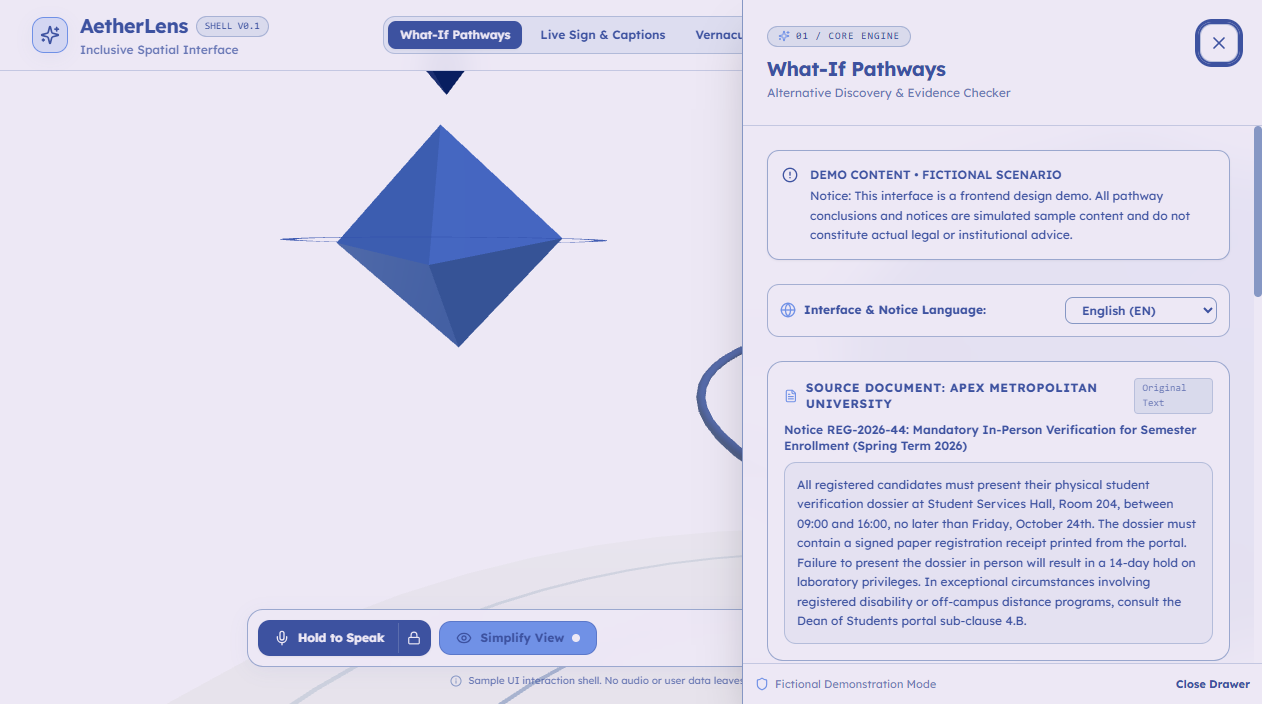 AetherLens
SHELL V0.1
Inclusive Spatial Interface
What-If Pathways
Live Sign & Captions
Hold to Speak
Simplify View
Sample UI interaction shell. No audio or user data leaves
01 / CORE ENGINE
What-If Pathways
Alternative Discovery & Evidence Checker
DEMO CONTENT • FICTIONAL SCENARIO
Notice: This interface is a frontend design demo. All pathway
conclusions and notices are simulated sample content and do not
constitute actual legal or institutional advice.
Interface & Notice Language:
English (EN)
SOURCE DOCUMENT: APEX METROPOLITAN
UNIVERSITY
Original
Text
Notice REG-2026-44: Mandatory In-Person Verification for Semester
Enrollment (Spring Term 2026)
All registered candidates must present their physical student
verification dossier at Student Services Hall, Room 204, between
09:00 and 16:00, no later than Friday, October 24th. The dossier must
contain a signed paper registration receipt printed from the portal.
Failure to present the dossier in person will result in a 14-day hold on
laboratory privileges. In exceptional circumstances involving
registered disability or off-campus distance programs, consult the
Dean of Students portal sub-clause 4.B.
Fictional Demonstration Mode
Close Drawer